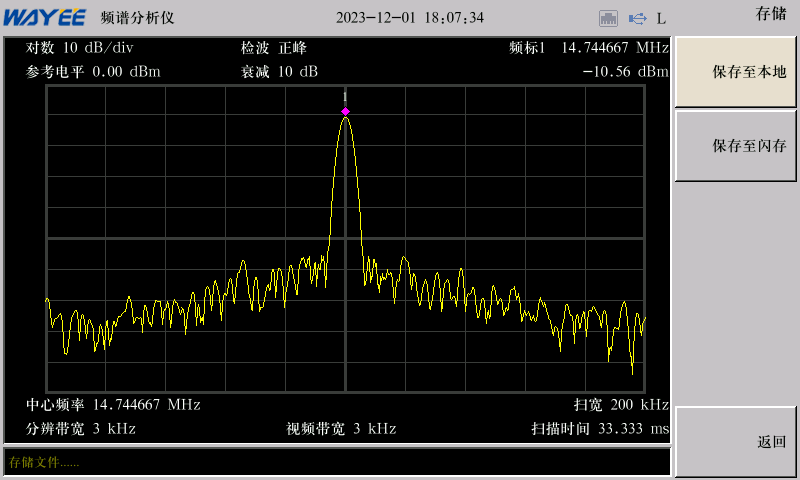 WAYEE 频谱分析仪 2023-12-01 18:07:34 L 存储
对数 10 dB/div 检波 正峰 频标1 14.744667 MHz
参考电平 0.00 dBm 衰减 10 dB -10.56 dBm
保存至本地
1
保存至闪存
中心频率 14.744667 MHz 扫宽 200 kHz
分辨带宽 3 kHz 视频带宽 3 kHz 扫描时间 33.333 ms
返回
存储文件......